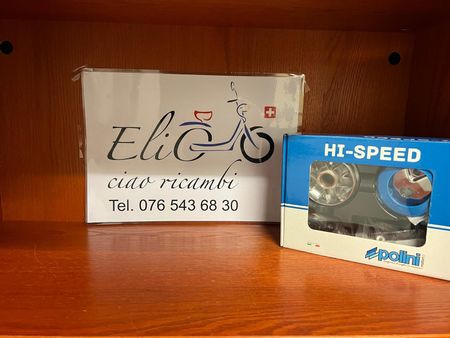 Elio
ciao ricambi
Tel. 076 543 68 30
HI-SPEED
polini